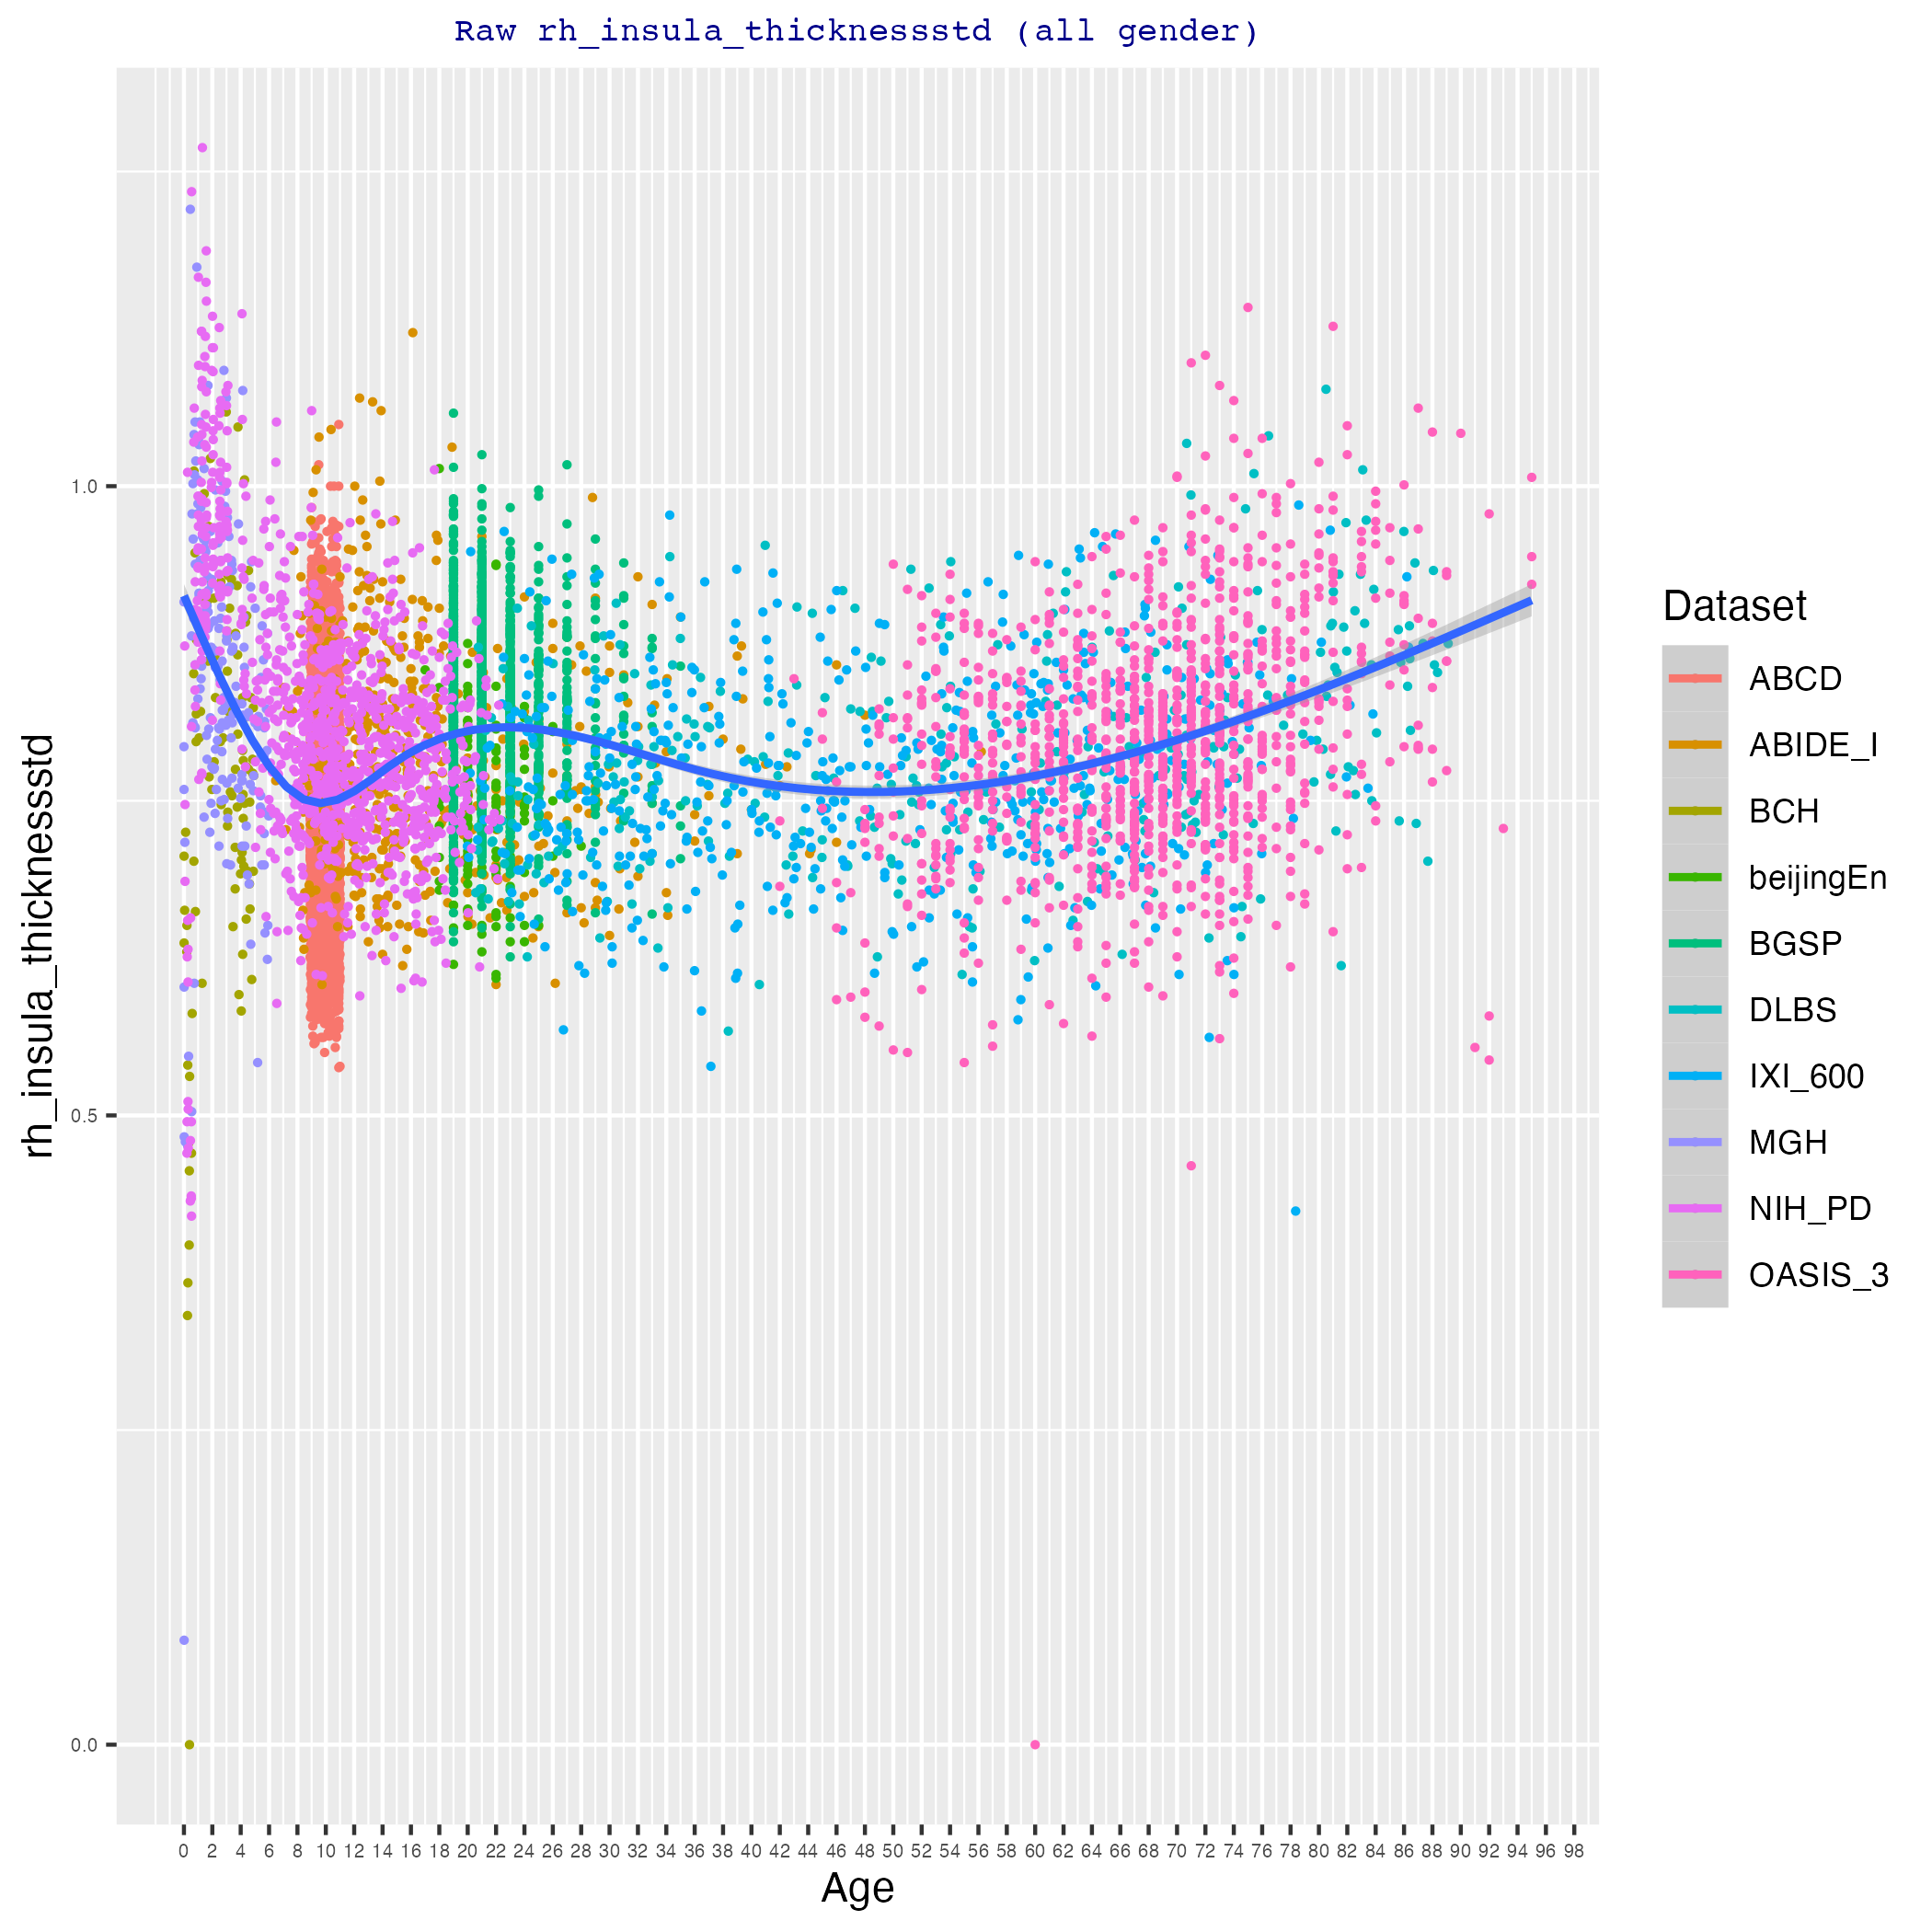 Raw rh_insula_thicknessstd (all gender)
rh_insula_thicknessstd
1.0
0.5
0.0
0 2 4 6 8 10 12 14 16 18 20 22 24 26 28 30 32 34 36 38 40 42 44 46 48 50 52 54 56 58 60 62 64 66 68 70 72 74 76 78 80 82 84 86 88 90 92 94 96 98
Age
Dataset
ABCD
ABIDE_I
BCH
beijingEn
BGSP
DLBS
IXI_600
MGH
NIH_PD
OASIS_3